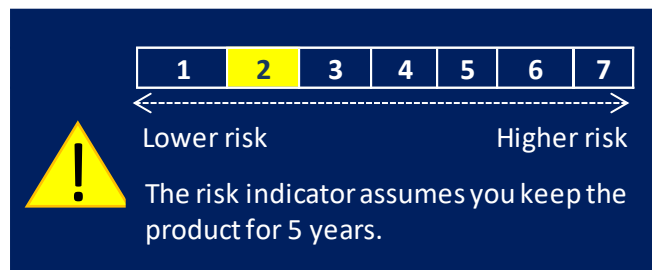 1 2 3 4 5 6 7
Lower risk Higher risk
!
The risk indicator assumes you keep the
product for 5 years.